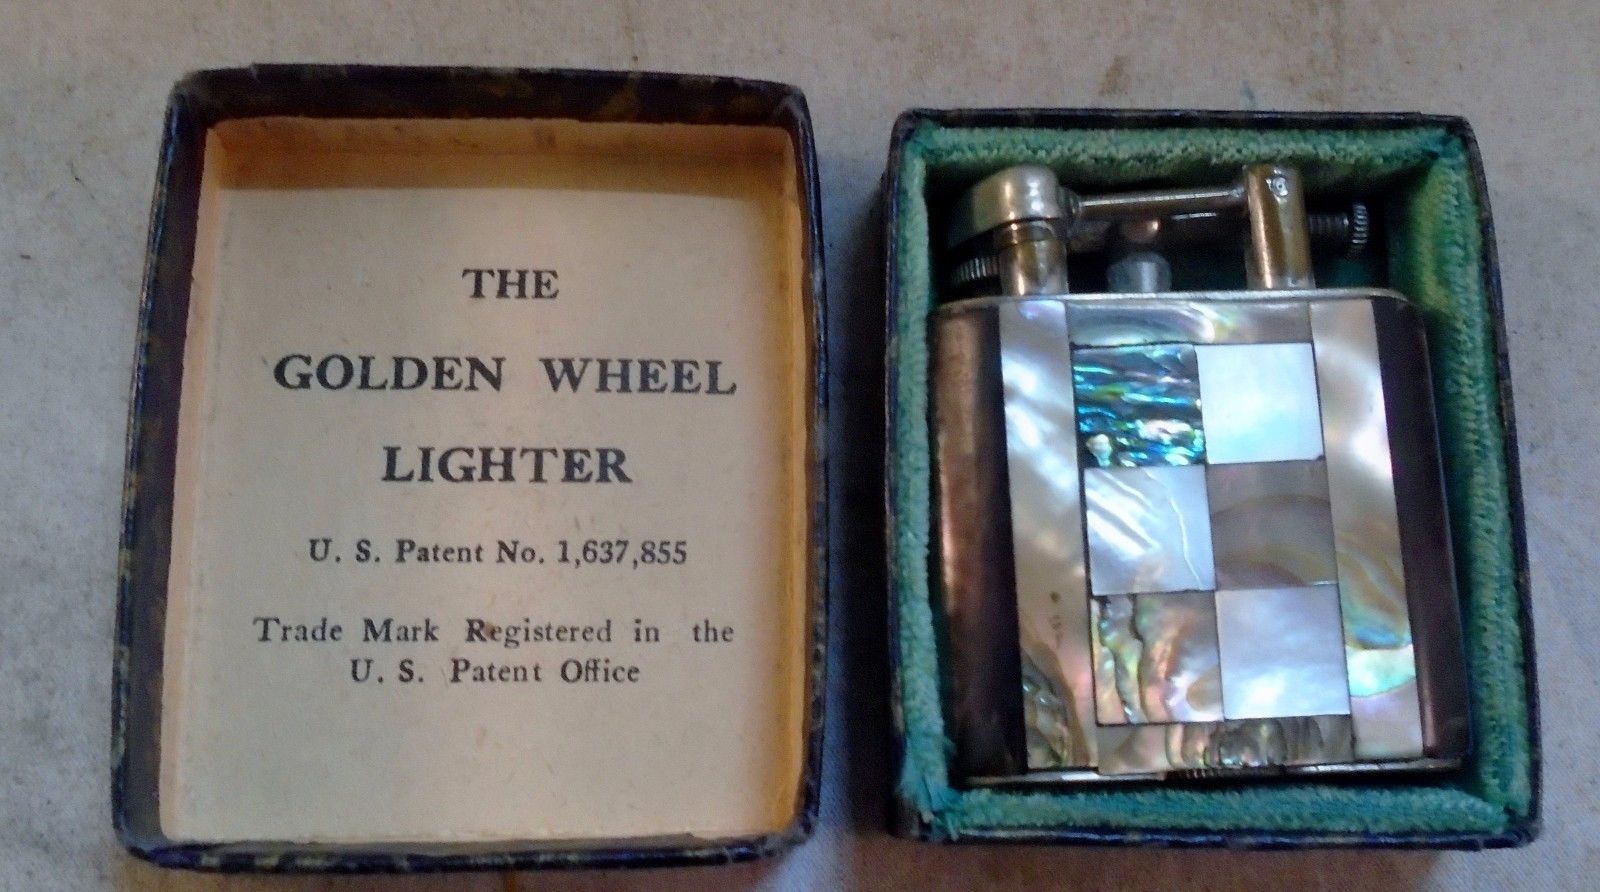 THE
GOLDEN WHEEL
LIGHTER
U. S. Patent No. 1,637,855
Trade Mark Registered in the
U. S. Patent Office